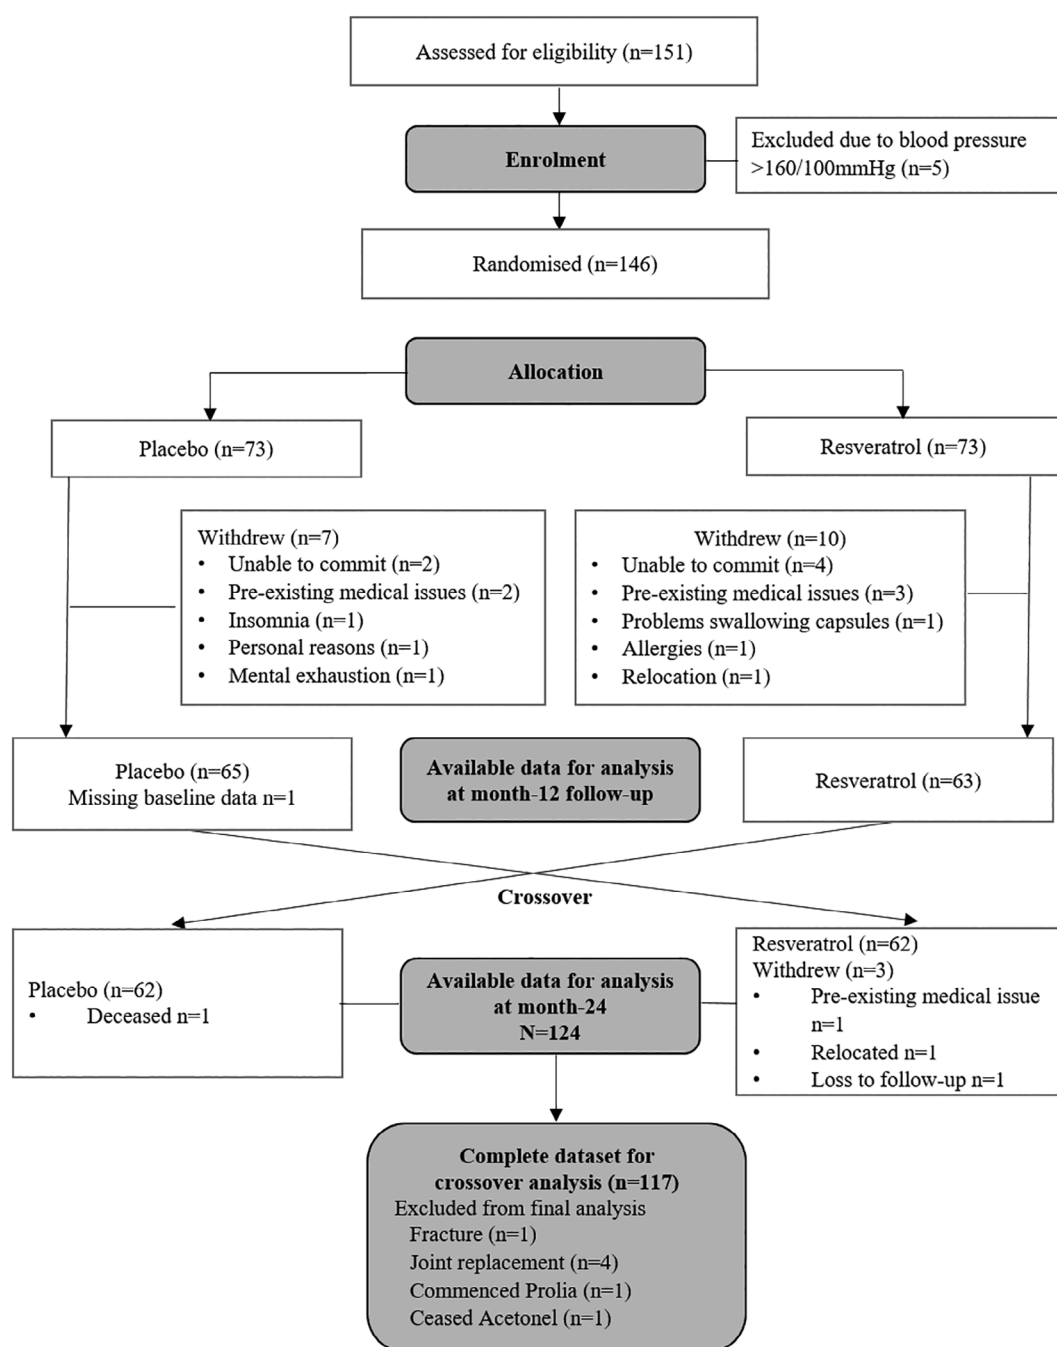 Assessed for eligibility (n=151)
Enrolment
Excluded due to blood pressure
>160/100mmHg (n=5)
Randomised (n=146)
Allocation
Placebo (n=73)
Resveratrol (n=73)
Withdrew (n=7)
• Unable to commit (n=2)
• Pre-existing medical issues (n=2)
• Insomnia (n=1)
• Personal reasons (n=1)
• Mental exhaustion (n=1)
Withdrew (n=10)
• Unable to commit (n=4)
• Pre-existing medical issues (n=3)
• Problems swallowing capsules (n=1)
• Allergies (n=1)
• Relocation (n=1)
Placebo (n=65)
Missing baseline data n=1
Available data for analysis
at month-12 follow-up
Resveratrol (n=63)
Crossover
Placebo (n=62)
• Deceased n=1
Available data for analysis
at month-24
N=124
Resveratrol (n=62)
Withdrew (n=3)
• Pre-existing medical issue
n=1
• Relocated n=1
• Loss to follow-up n=1
Complete dataset for
crossover analysis (n=117)
Excluded from final analysis
Fracture (n=1)
Joint replacement (n=4)
Commenced Prolia (n=1)
Ceased Acetonel (n=1)